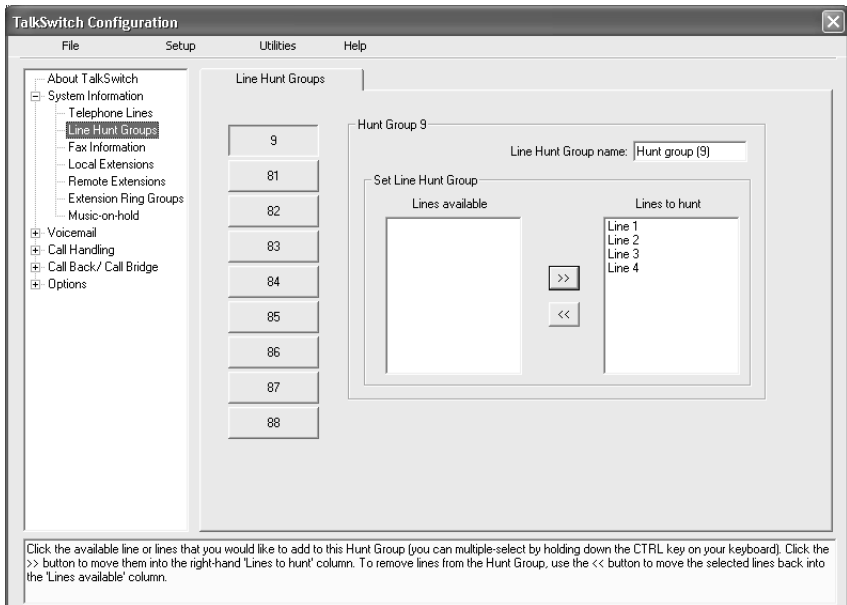 TalkSwitch Configuration
File Setup Utilities Help
About TalkSwitch
System Information
Telephone Lines
Line Hunt Groups
Fax Information
Local Extensions
Remote Extensions
Extension Ring Groups
Music-on-hold
Voicemail
Call Handling
Call Back/ Call Bridge
Options
Line Hunt Groups
9
81
82
83
84
85
86
87
88
Hunt Group 9
Line Hunt Group name: Hunt group (9)
Set Line Hunt Group
Lines available
>>
<<
Lines to hunt
Line 1
Line 2
Line 3
Line 4
Click the available line or lines that you would like to add to this Hunt Group (you can multiple-select by holding down the CTRL key on your keyboard). Click the
>> button to move them into the right-hand 'Lines to hunt' column. To remove lines from the Hunt Group, use the << button to move the selected lines back into
the 'Lines available' column.